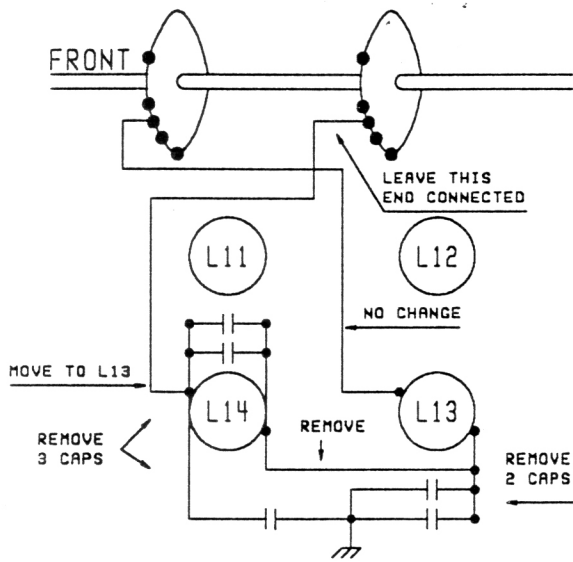 FRONT
LEAVE THIS
END CONNECTED
L11
L12
NO CHANGE
MOVE TO L13
L14
L13
REMOVE
3 CAPS
REMOVE
REMOVE
2 CAPS